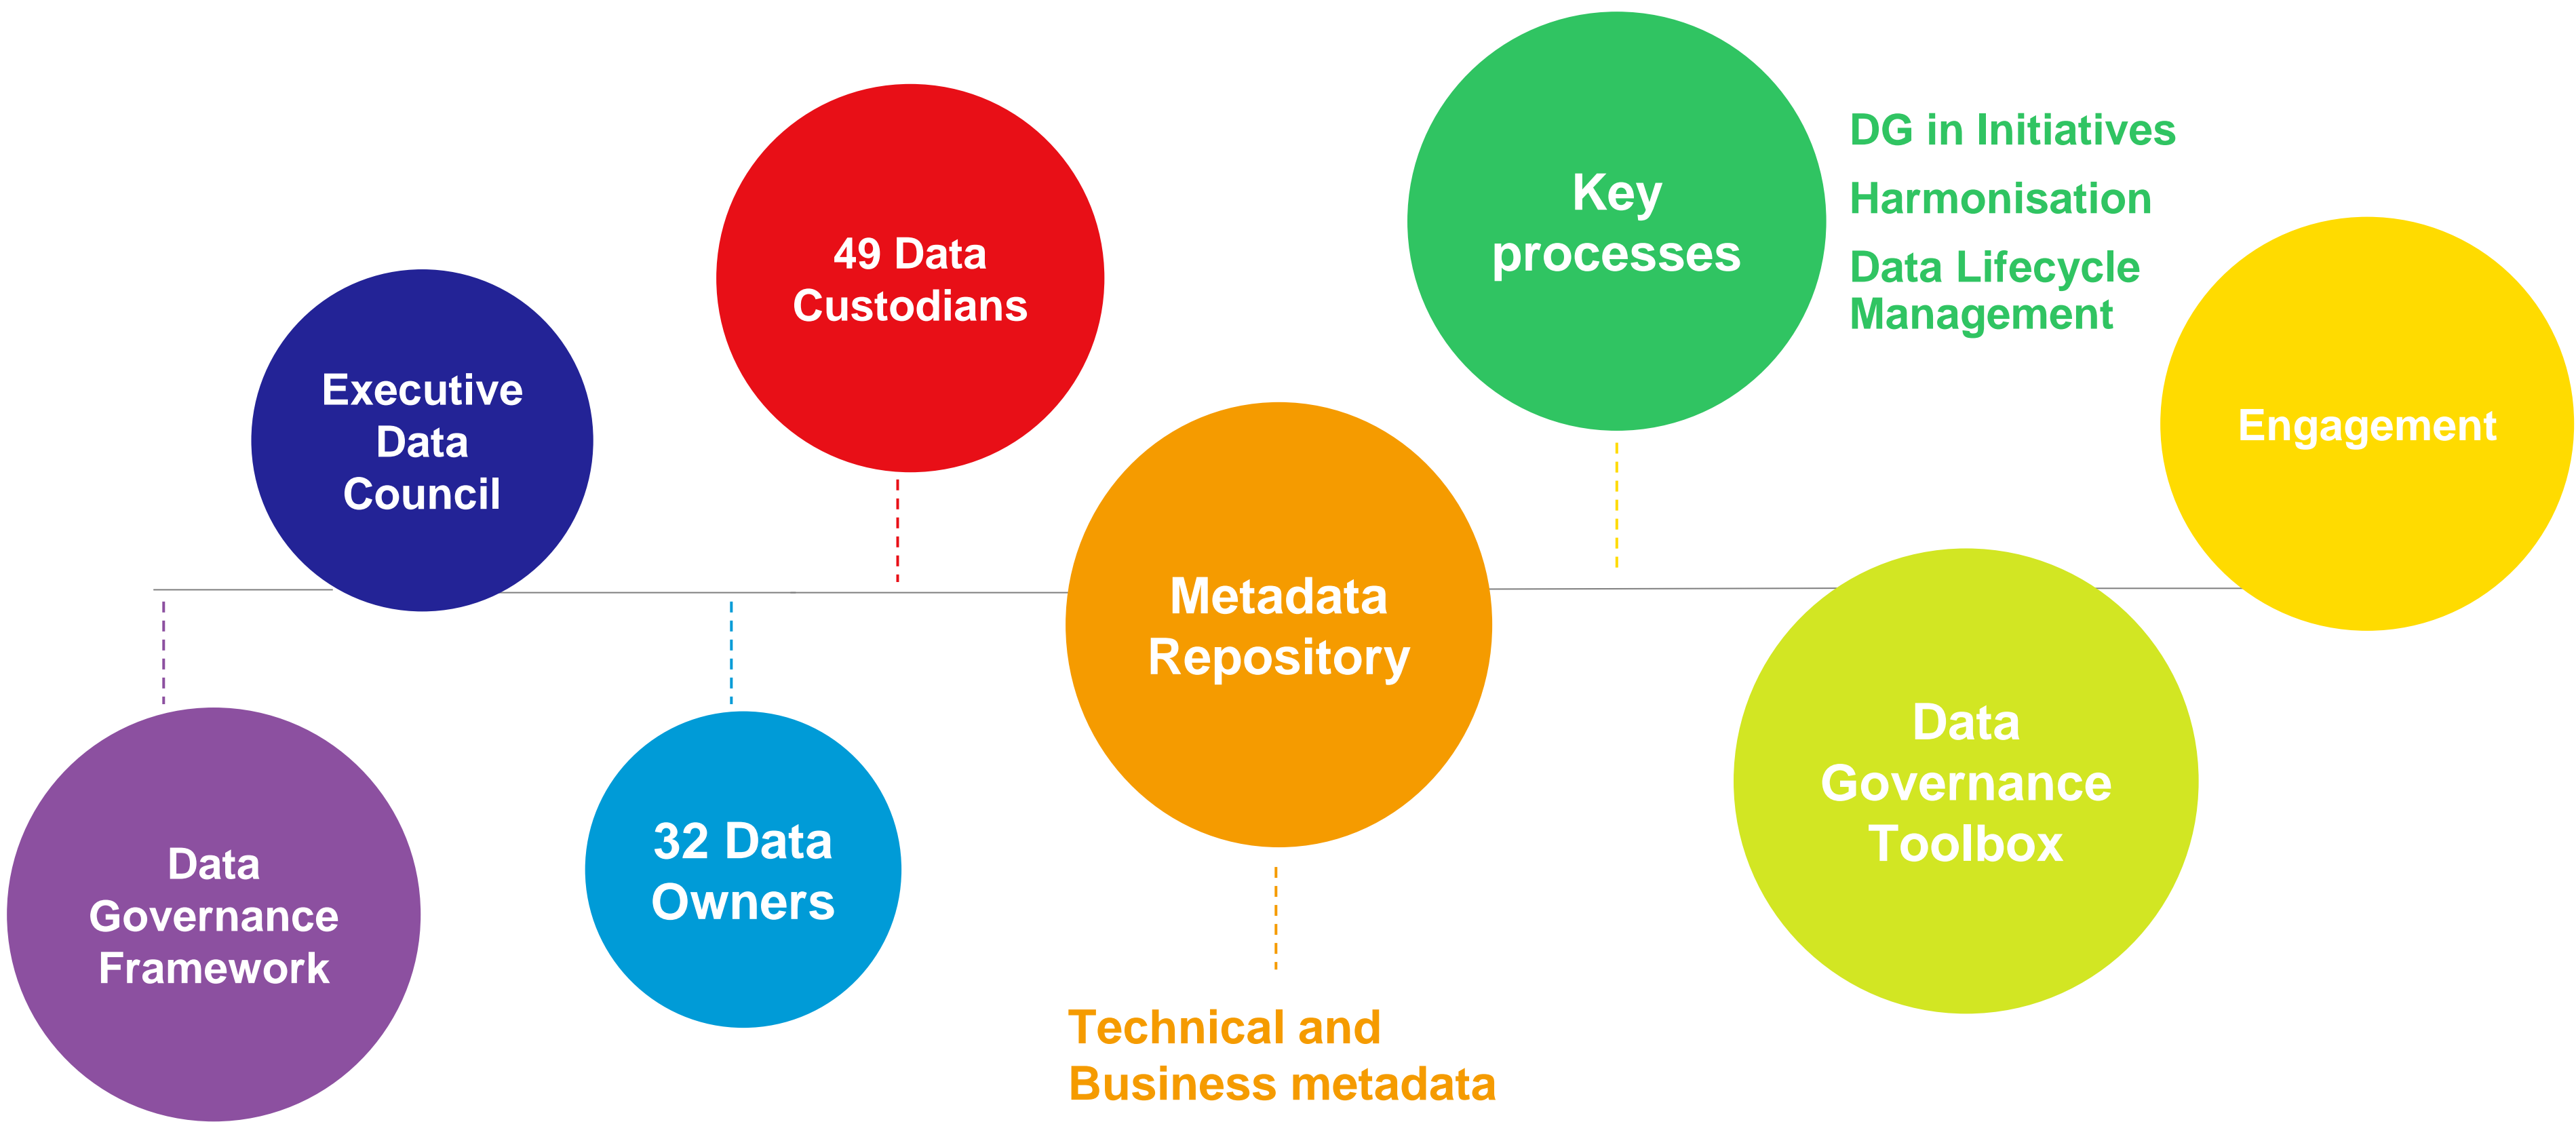 Data
Governance
Framework
Executive
Data
Council
32 Data
Owners
49 Data
Custodians
Metadata
Repository
Technical and
Business metadata
Key
processes
DG in Initiatives
Harmonisation
Data Lifecycle
Management
Data
Governance
Toolbox
Engagement